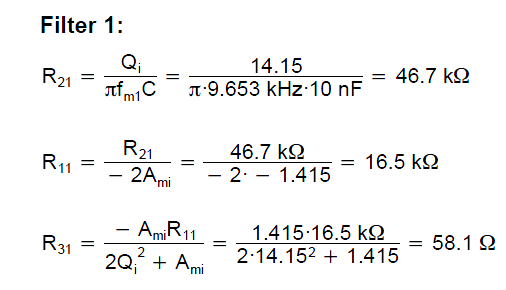 Filter 1:
R₂₁ = Qᵢ / πfₘ₁C = 14.15 / π·9.653 kHz·10 nF = 46.7 kΩ
R₁₁ = R₂₁ / − 2Aₘᵢ = 46.7 kΩ / − 2· − 1.415 = 16.5 kΩ
R₃₁ = − AₘᵢR₁₁ / 2Qᵢ² + Aₘᵢ = 1.415·16.5 kΩ / 2·14.15² + 1.415 = 58.1 Ω